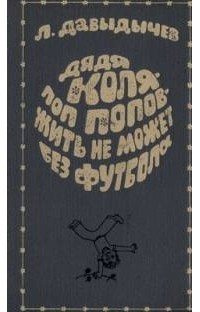 Л. ДАВЫДЫЧЕВ
ДЯДЯ
КОЛЯ-
ПОП ПОПОВ-
ЖИТЬ НЕ МОЖЕТ
БЕЗ ФУТБОЛА